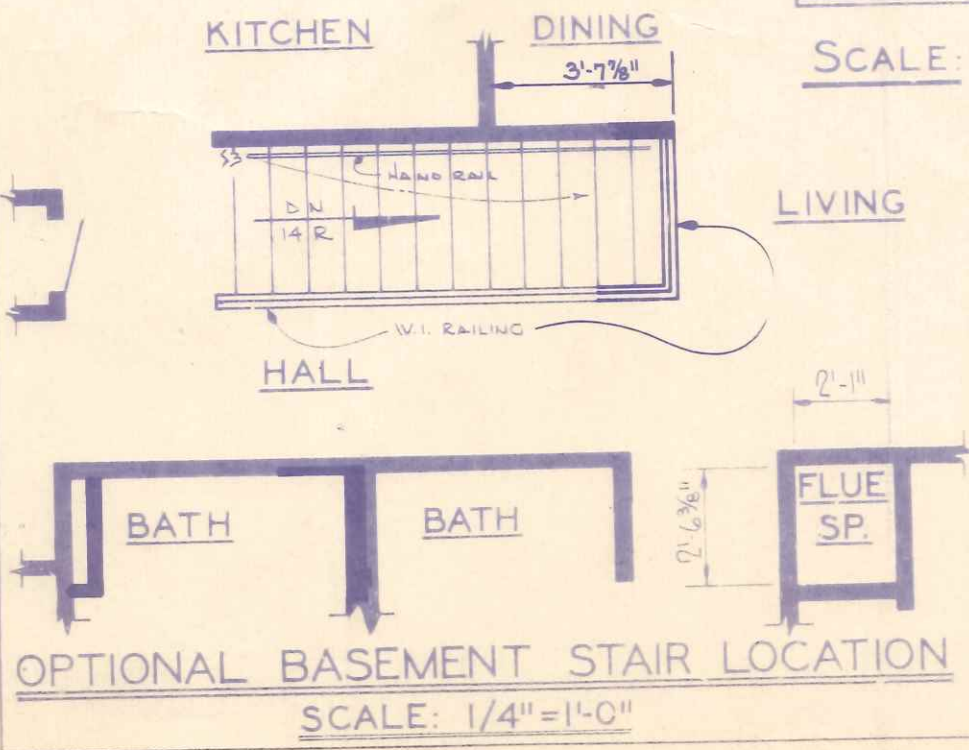 KITCHEN
DINING
SCALE:
3'-7⅞"
S3
HAND RAIL
DN
14 R
LIVING
W.I. RAILING
HALL
2'-1"
BATH
BATH
2'-6⅜"
FLUE
SP.
OPTIONAL BASEMENT STAIR LOCATION
SCALE: 1/4"=1'-0"